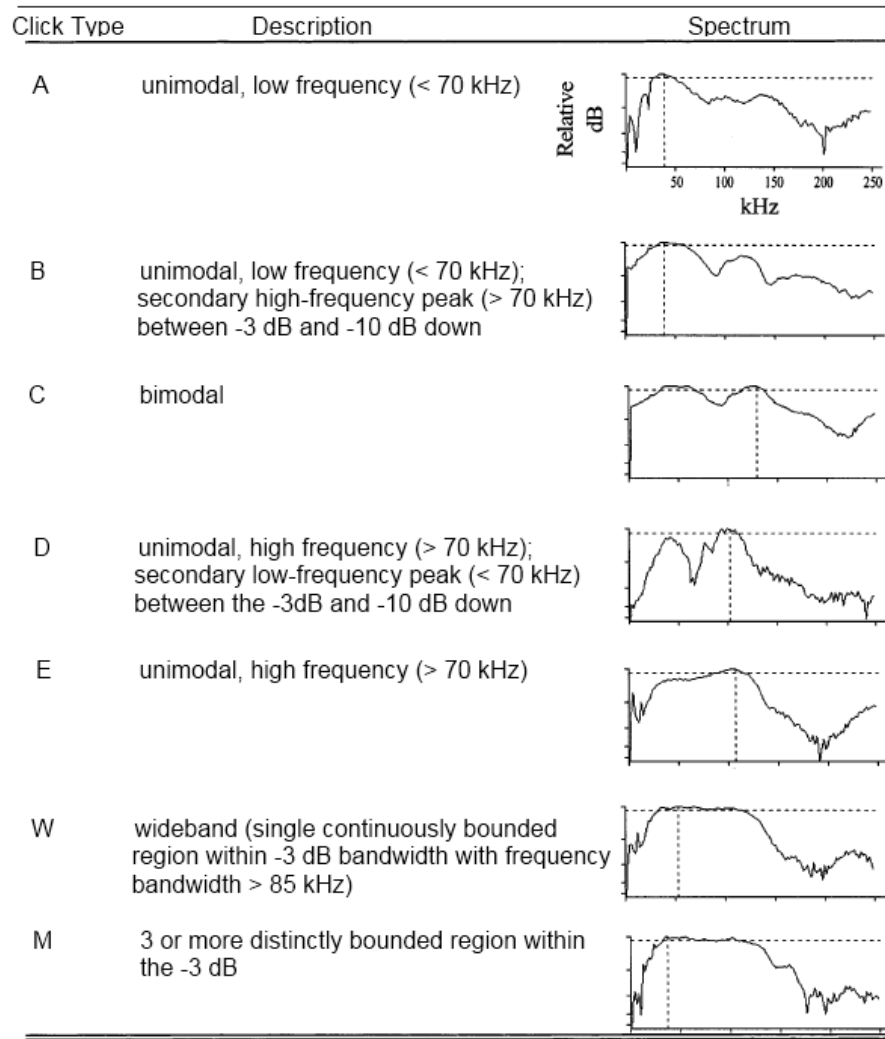 Click Type Description Spectrum
A unimodal, low frequency (< 70 kHz)
Relative
dB
50 100 150 200 250
kHz
B unimodal, low frequency (< 70 kHz);
secondary high-frequency peak (> 70 kHz)
between -3 dB and -10 dB down
C bimodal
D unimodal, high frequency (> 70 kHz);
secondary low-frequency peak (< 70 kHz)
between the -3dB and -10 dB down
E unimodal, high frequency (> 70 kHz)
W wideband (single continuously bounded
region within -3 dB bandwidth with frequency
bandwidth > 85 kHz)
M 3 or more distinctly bounded region within
the -3 dB